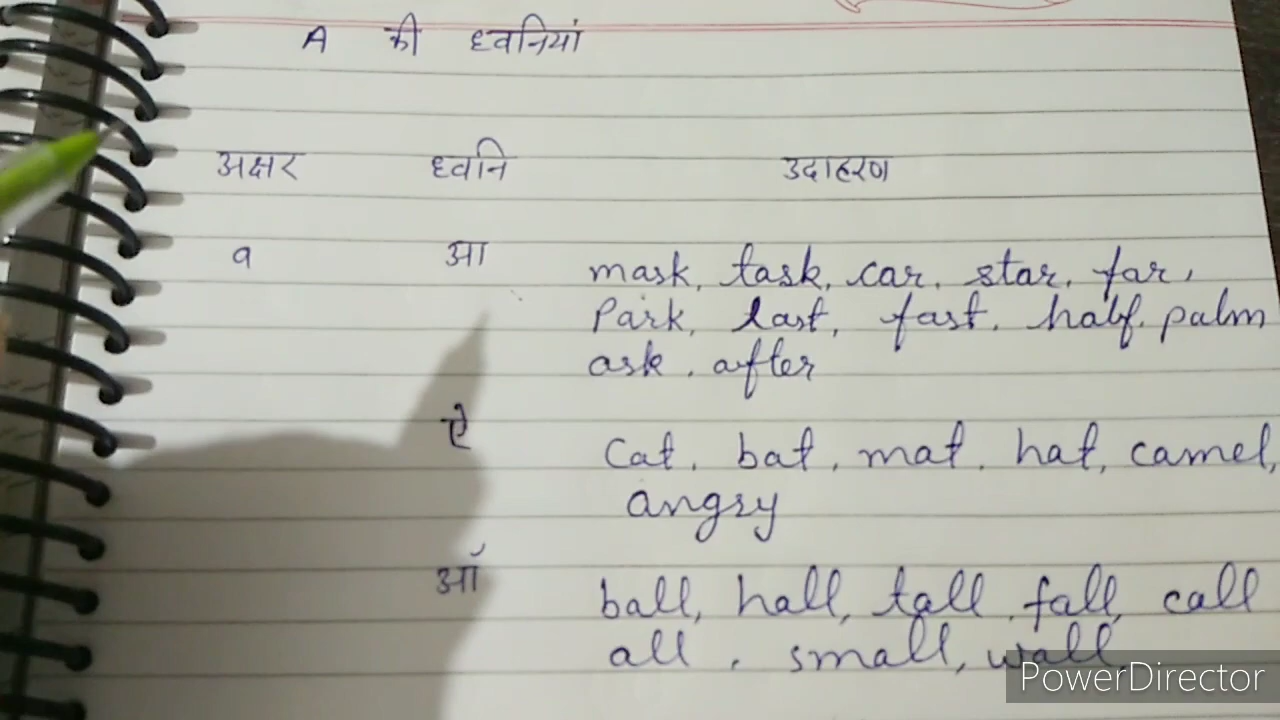 A की ध्वनियां
अक्षर ध्वनि उदाहरण
a आ mask, task, car, star, far,
Park, last, fast, half, palm
ask, after
ऐ Cat, bat, mat, hat, camel,
angry
ऑ ball, hall, tall, fall, call
all, small, wall,
PowerDirector